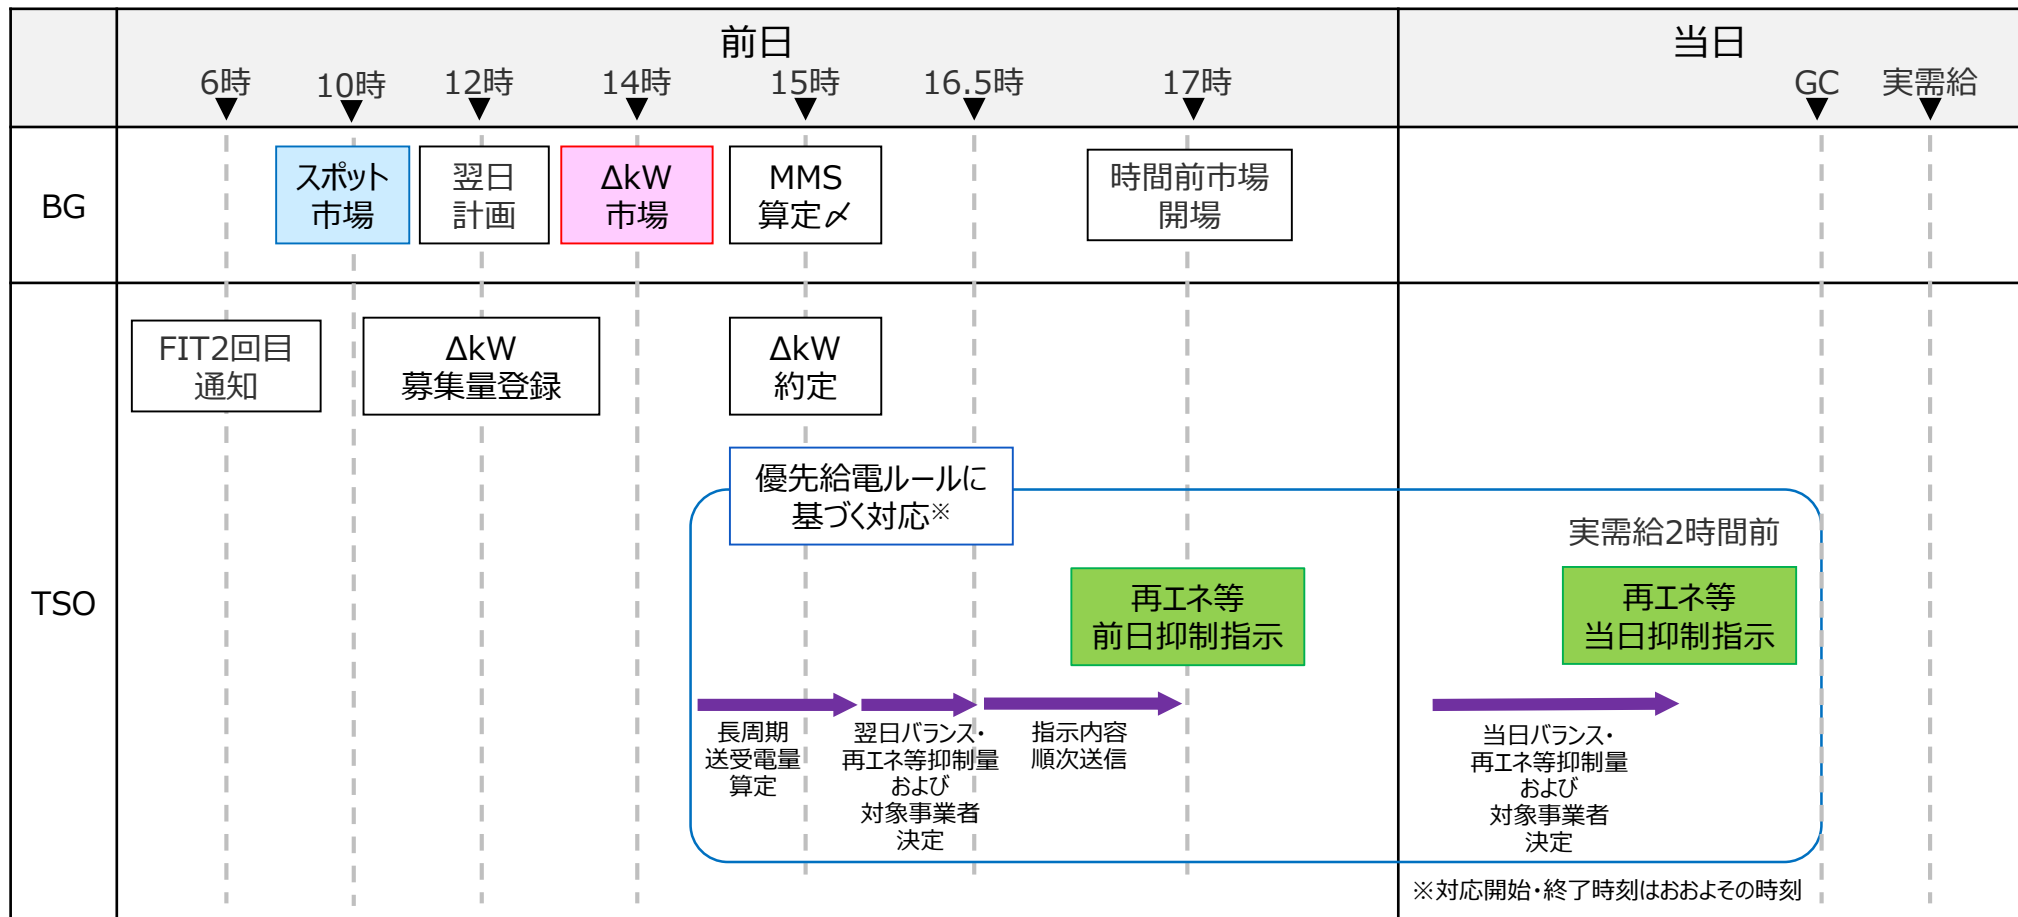 前日
当日
6時
10時
12時
14時
15時
16.5時
17時
GC
実需給
BG
スポット
市場
翌日
計画
ΔkW
市場
MMS
算定〆
時間前市場
開場
TSO
FIT2回目
通知
ΔkW
募集量登録
ΔkW
約定
優先給電ルールに
基づく対応※
実需給2時間前
再エネ等
前日抑制指示
再エネ等
当日抑制指示
長周期
送受電量
算定
翌日バランス・
再エネ等抑制量
および
対象事業者
決定
指示内容
順次送信
当日バランス・
再エネ等抑制量
および
対象事業者
決定
※対応開始・終了時刻はおおよその時刻